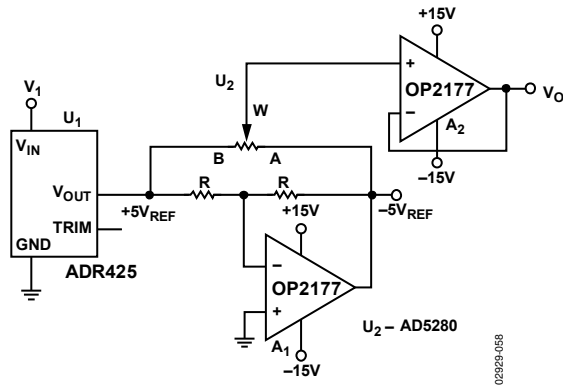 +15V
V1
U1
VIN
VOUT
TRIM
GND
ADR425
+5VREF
U2
W
B
A
R
R
+15V
OP2177
A1
–15V
–5VREF
OP2177
A2
–15V
VO
U2 – AD5280
02929-058
+
–
–
+